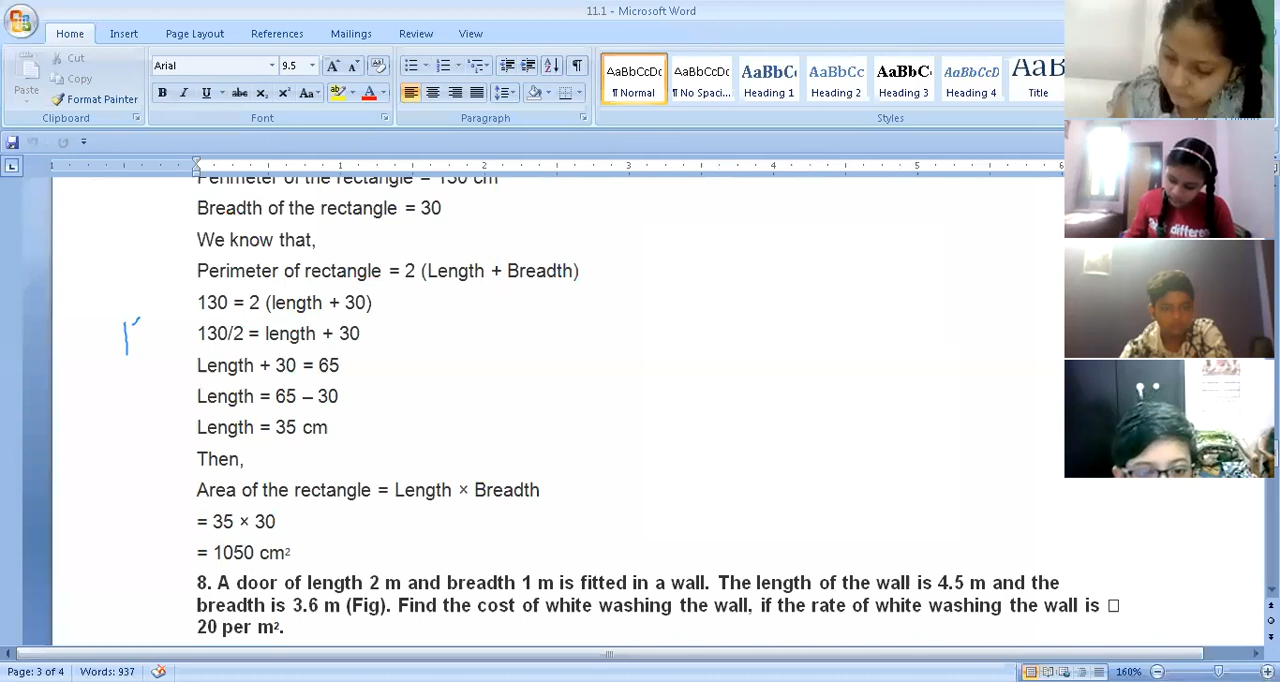 11.1 - Microsoft Word
Home Insert Page Layout References Mailings Review View
Cut
Copy
Paste
Format Painter
Clipboard
Arial 9.5
Font
Paragraph
AaBbCcDc AaBbCcDc AaBbC AaBbCc AaBbCc AaBbCcD AaB
¶ Normal ¶ No Spaci... Heading 1 Heading 2 Heading 3 Heading 4 Title
Styles
1 1 2 3 4 5 6
Perimeter of the rectangle = 130 cm
Breadth of the rectangle = 30
We know that,
Perimeter of rectangle = 2 (Length + Breadth)
130 = 2 (length + 30)
130/2 = length + 30
Length + 30 = 65
Length = 65 – 30
Length = 35 cm
Then,
Area of the rectangle = Length × Breadth
= 35 × 30
= 1050 cm²
8. A door of length 2 m and breadth 1 m is fitted in a wall. The length of the wall is 4.5 m and the
breadth is 3.6 m (Fig). Find the cost of white washing the wall, if the rate of white washing the wall is □
20 per m².
Page: 3 of 4 Words: 937 160%